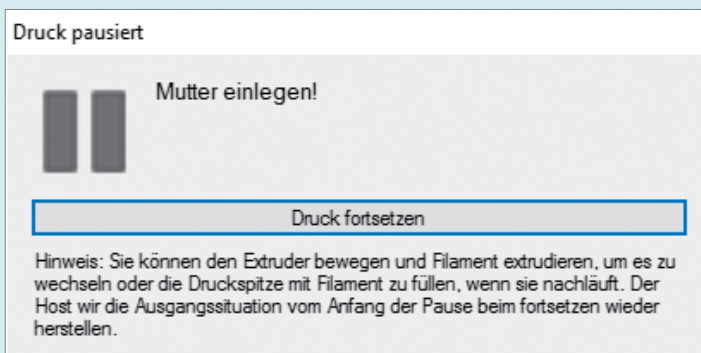 Druck pausiert
Mutter einlegen!
Druck fortsetzen
Hinweis: Sie können den Extruder bewegen und Filament extrudieren, um es zu
wechseln oder die Druckspitze mit Filament zu füllen, wenn sie nachläuft. Der
Host wir die Ausgangssituation vom Anfang der Pause beim fortsetzen wieder
herstellen.